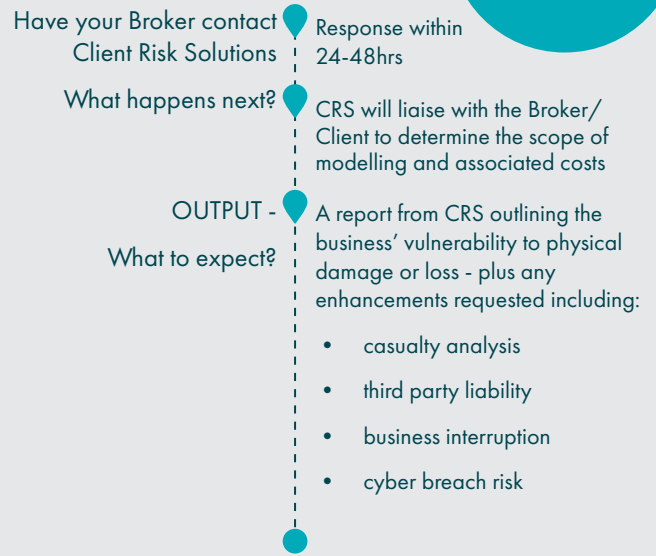 Have your Broker contact
Client Risk Solutions
Response within
24-48hrs
What happens next?
CRS will liaise with the Broker/
Client to determine the scope of
modelling and associated costs
OUTPUT -
What to expect?
A report from CRS outlining the
business’ vulnerability to physical
damage or loss - plus any
enhancements requested including:
• casualty analysis
• third party liability
• business interruption
• cyber breach risk